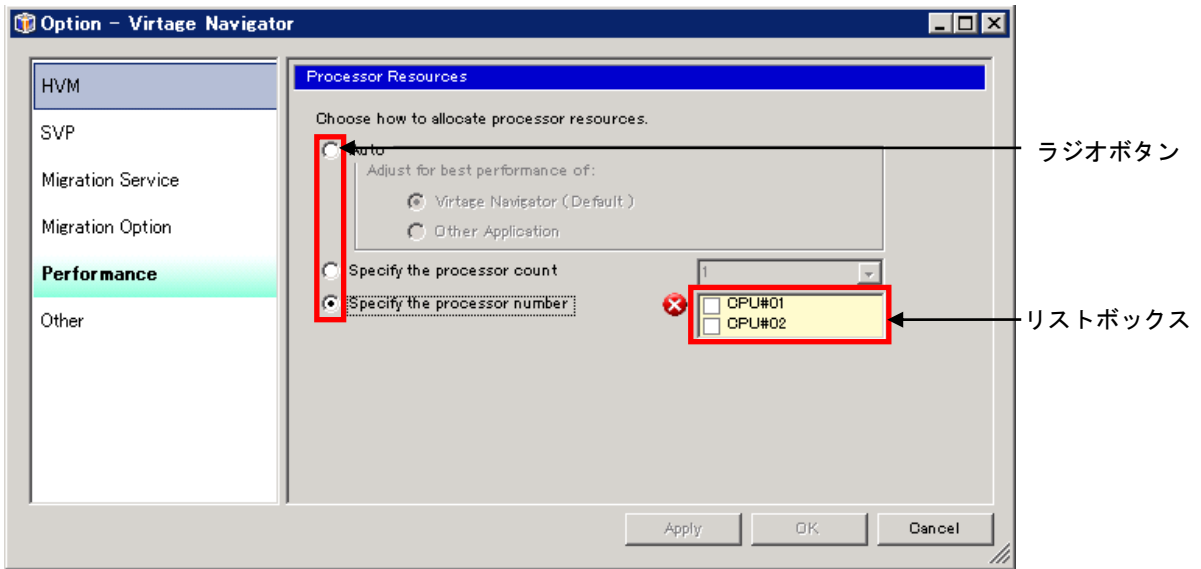 Option - Virtage Navigator
HVM
SVP
Migration Service
Migration Option
Performance
Other
Processor Resources
Choose how to allocate processor resources.
Auto
Adjust for best performance of:
Virtage Navigator ( Default )
Other Application
Specify the processor count
1
Specify the processor number
CPU#01
CPU#02
Apply
OK
Cancel
ラジオボタン
リストボックス